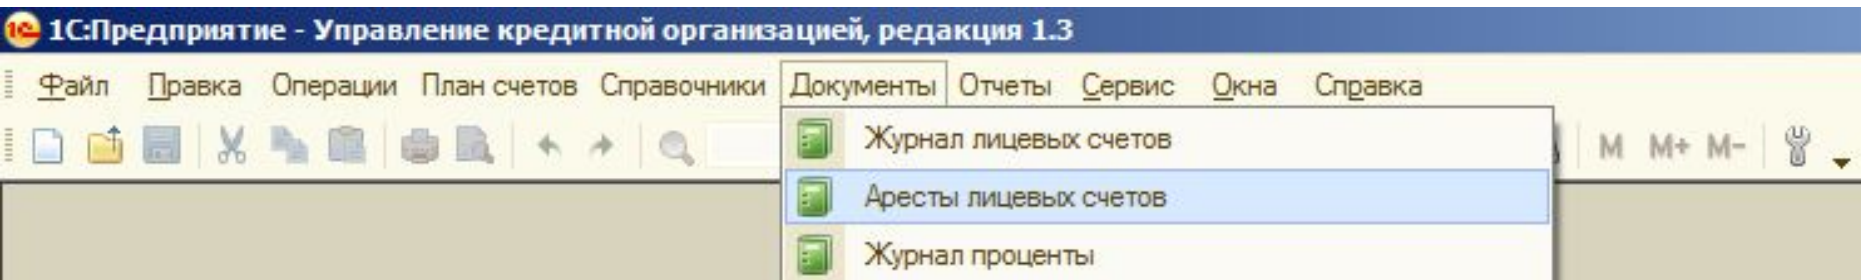 1С:Предприятие - Управление кредитной организацией, редакция 1.3
Файл Правка Операции План счетов Справочники Документы Отчеты Сервис Окна Справка
M M+ M-
Журнал лицевых счетов
Аресты лицевых счетов
Журнал проценты